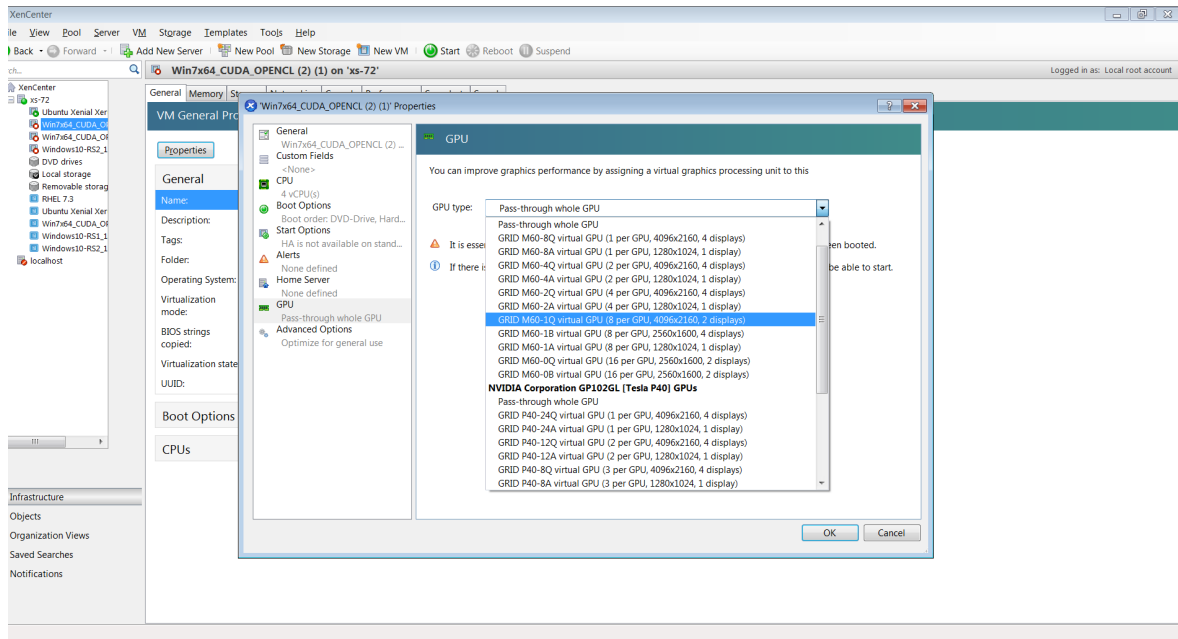 XenCenter
ile View Pool Server VM Storage Templates Tools Help
Back Forward Add New Server New Pool New Storage New VM Start Reboot Suspend
rch...
Win7x64_CUDA_OPENCL (2) (1) on 'xs-72'
Logged in as: Local root account
XenCenter
xs-72
Ubuntu Xenial Xer
Win7x64_CUDA_OF
Win7x64_CUDA_OF
Windows10-RS2_1
DVD drives
Local storage
Removable storag
RHEL 7.3
Ubuntu Xenial Xer
Win7x64_CUDA_OF
Windows10-RS1_1
Windows10-RS2_1
localhost
Infrastructure
Objects
Organization Views
Saved Searches
Notifications
General Memory
VM General Pro
Properties
General
Name:
Description:
Tags:
Folder:
Operating System:
Virtualization
mode:
BIOS strings
copied:
Virtualization state
UUID:
Boot Options
CPUs
'Win7x64_CUDA_OPENCL (2) (1)' Properties
General
Win7x64_CUDA_OPENCL (2) ...
Custom Fields
<None>
CPU
4 vCPU(s)
Boot Options
Boot order: DVD-Drive, Hard...
Start Options
HA is not available on stand...
Alerts
None defined
Home Server
None defined
GPU
Pass-through whole GPU
Advanced Options
Optimize for general use
GPU
You can improve graphics performance by assigning a virtual graphics processing unit to this
GPU type: Pass-through whole GPU
It is esse
een booted.
If there i
be able to start.
Pass-through whole GPU
GRID M60-8Q virtual GPU (1 per GPU, 4096x2160, 4 displays)
GRID M60-8A virtual GPU (1 per GPU, 1280x1024, 1 display)
GRID M60-4Q virtual GPU (2 per GPU, 4096x2160, 4 displays)
GRID M60-4A virtual GPU (2 per GPU, 1280x1024, 1 display)
GRID M60-2Q virtual GPU (4 per GPU, 4096x2160, 4 displays)
GRID M60-2A virtual GPU (4 per GPU, 1280x1024, 1 display)
GRID M60-1Q virtual GPU (8 per GPU, 4096x2160, 2 displays)
GRID M60-1B virtual GPU (8 per GPU, 2560x1600, 4 displays)
GRID M60-1A virtual GPU (8 per GPU, 1280x1024, 1 display)
GRID M60-0Q virtual GPU (16 per GPU, 2560x1600, 2 displays)
GRID M60-0B virtual GPU (16 per GPU, 2560x1600, 2 displays)
NVIDIA Corporation GP102GL [Tesla P40] GPUs
Pass-through whole GPU
GRID P40-24Q virtual GPU (1 per GPU, 4096x2160, 4 displays)
GRID P40-24A virtual GPU (1 per GPU, 1280x1024, 1 display)
GRID P40-12Q virtual GPU (2 per GPU, 4096x2160, 4 displays)
GRID P40-12A virtual GPU (2 per GPU, 1280x1024, 1 display)
GRID P40-8Q virtual GPU (3 per GPU, 4096x2160, 4 displays)
GRID P40-8A virtual GPU (3 per GPU, 1280x1024, 1 display)
OK Cancel